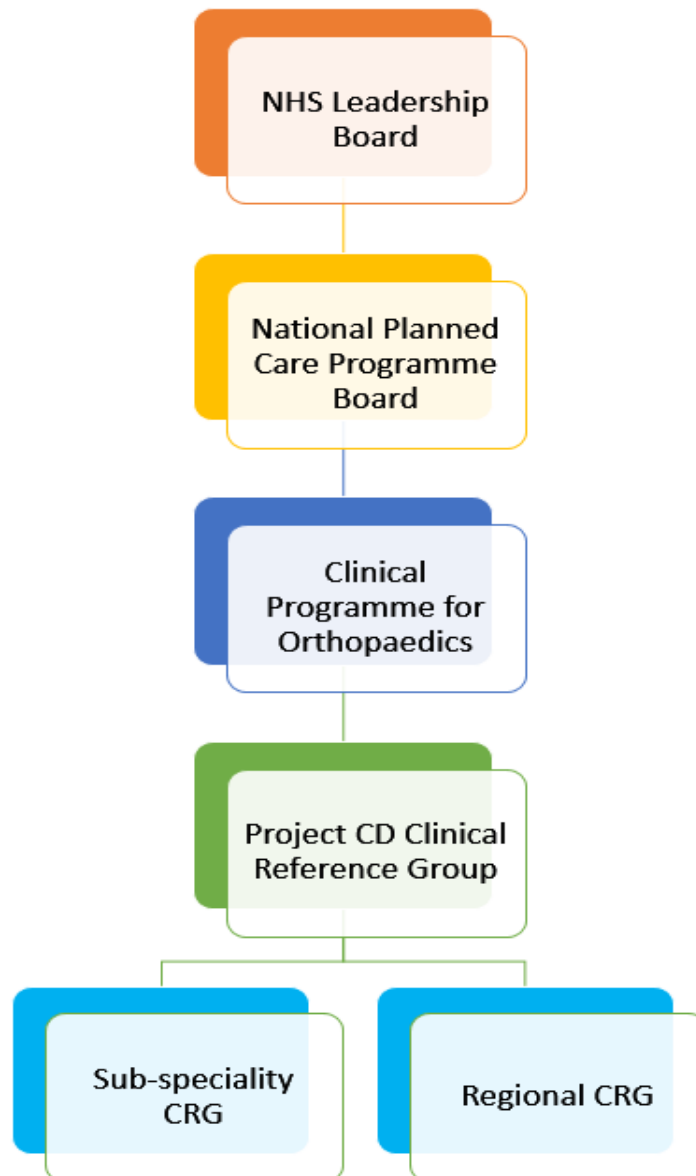 NHS Leadership
Board
National Planned
Care Programme
Board
Clinical
Programme for
Orthopaedics
Project CD Clinical
Reference Group
Sub-speciality
CRG
Regional CRG